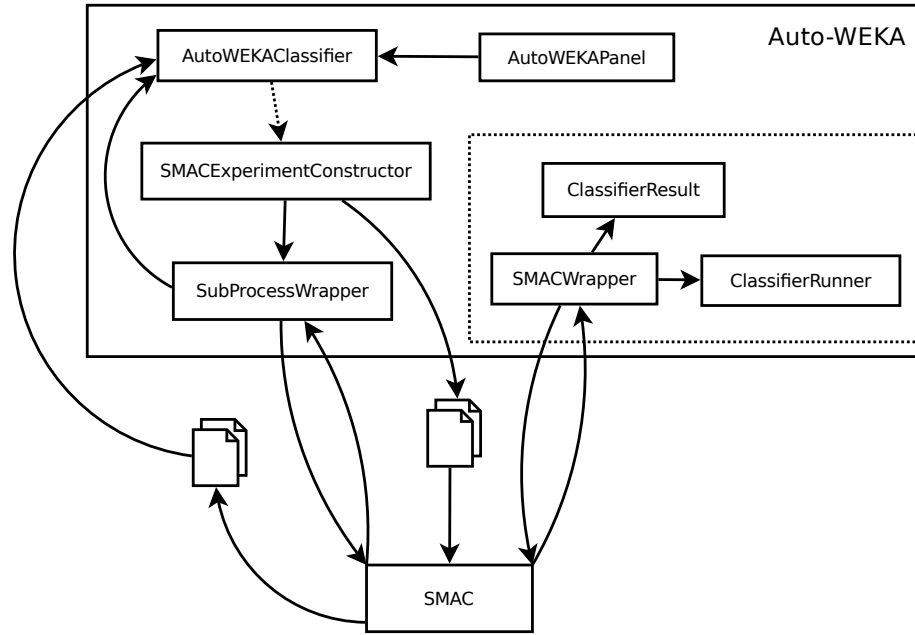 Auto-WEKA
AutoWEKAClassifier
AutoWEKAPanel
SMACExperimentConstructor
ClassifierResult
SubProcessWrapper
SMACWrapper
ClassifierRunner
SMAC